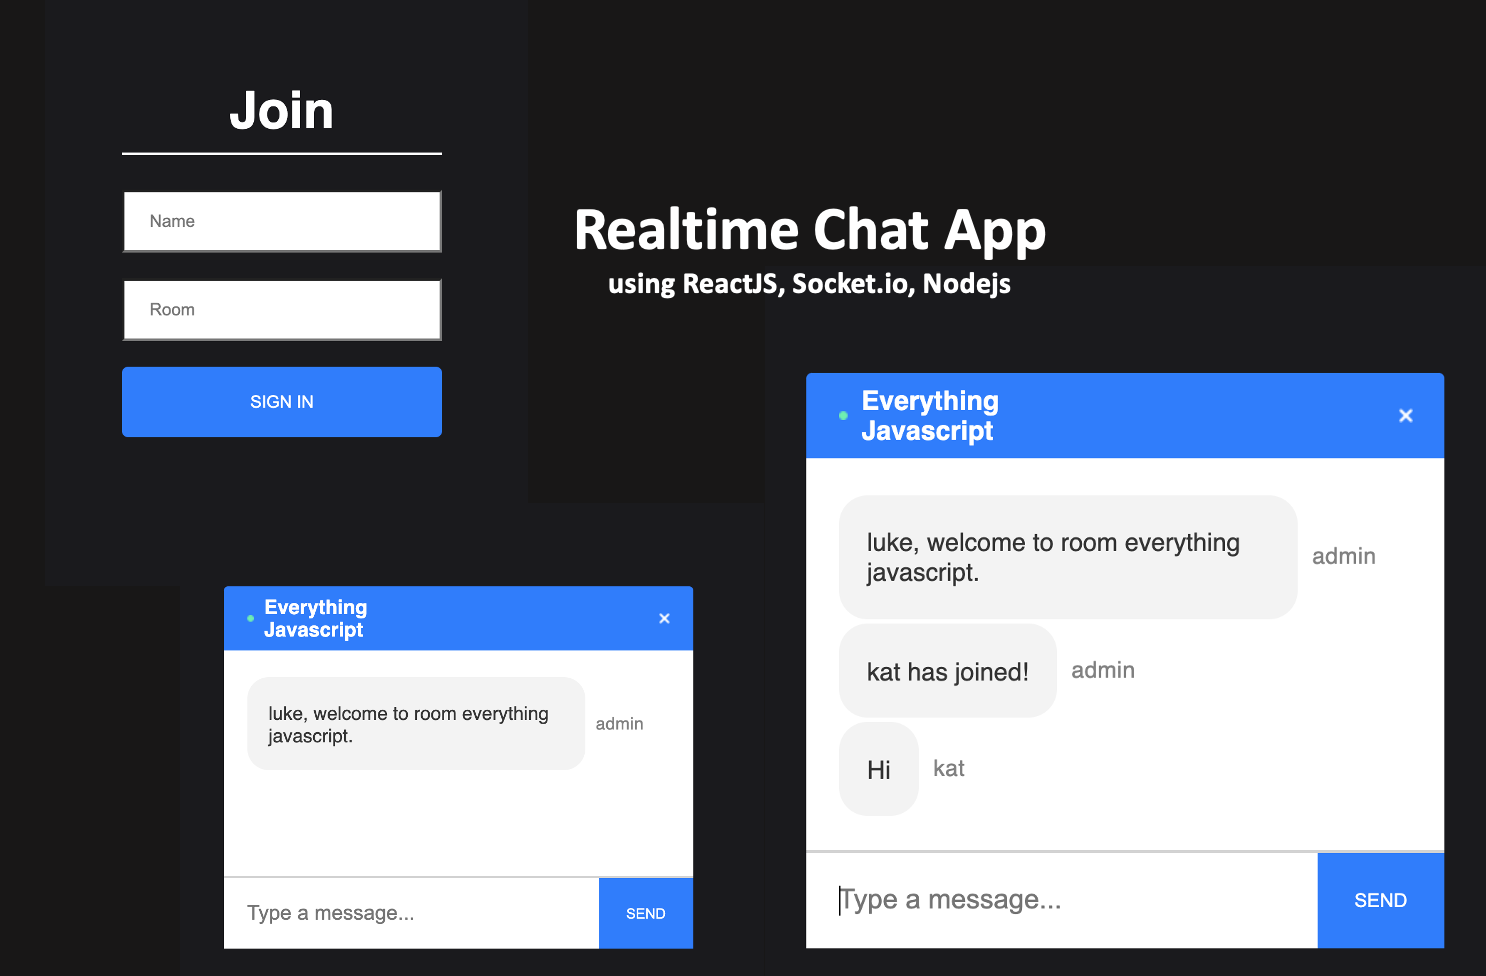 Join
Name
Room
SIGN IN
Realtime Chat App
using ReactJS, Socket.io, Nodejs
Everything
Javascript
×
luke, welcome to room everything
javascript.
admin
Type a message...
SEND
Everything
Javascript
×
luke, welcome to room everything
javascript.
admin
kat has joined!
admin
Hi
kat
Type a message...
SEND